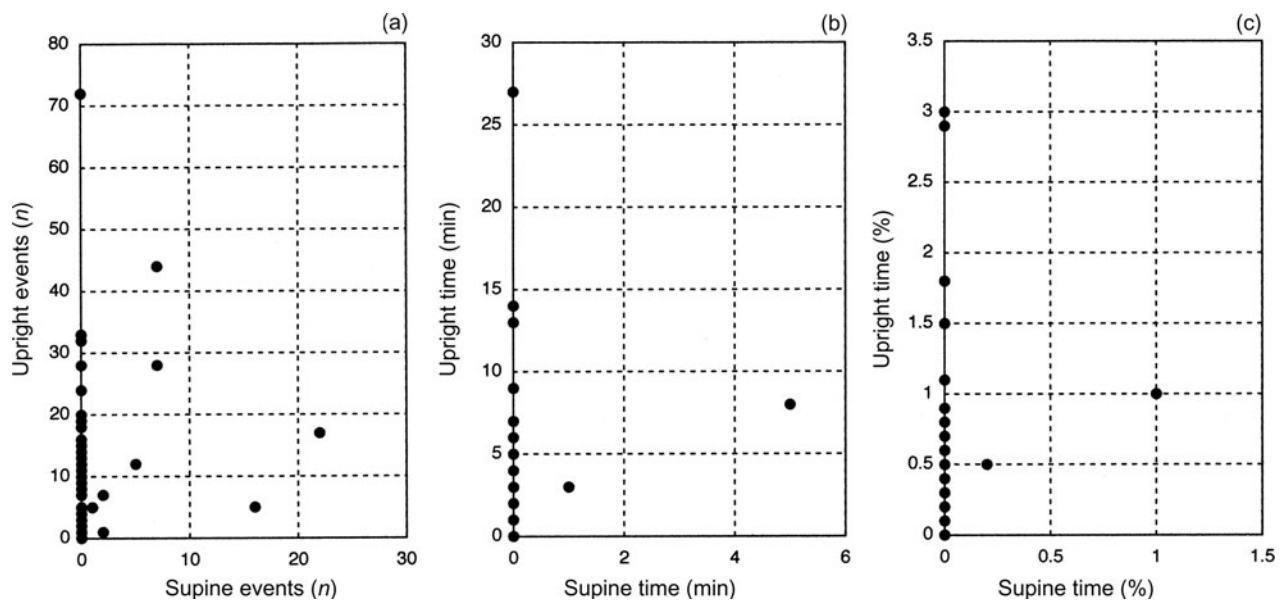 (a)
80
70
60
50
40
30
20
10
0
Upright events (n)
0 10 20 30
Supine events (n)
(b)
30
25
20
15
10
5
0
Upright time (min)
0 2 4 6
Supine time (min)
(c)
3.5
3
2.5
2
1.5
1
0.5
0
Upright time (%)
0 0.5 1 1.5
Supine time (%)